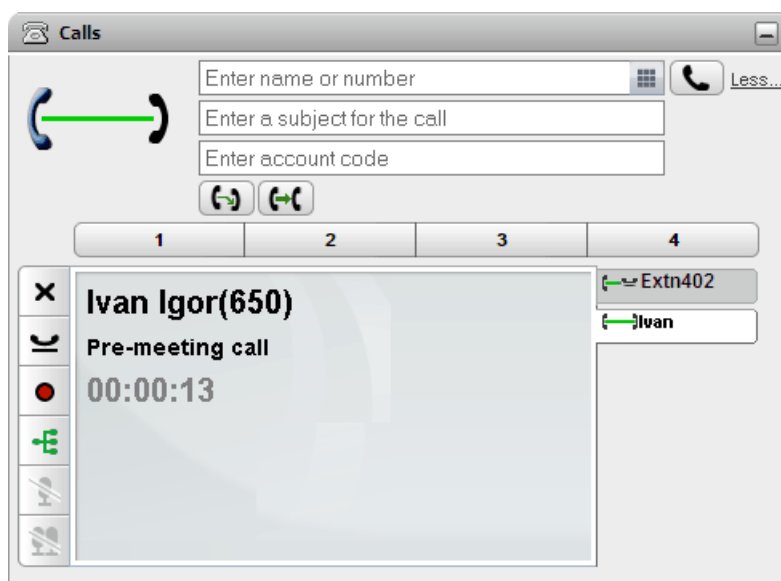 Calls
Enter name or number
Less...
Enter a subject for the call
Enter account code
1 2 3 4
Ivan Igor(650)
Pre-meeting call
00:00:13
Extn402
Ivan